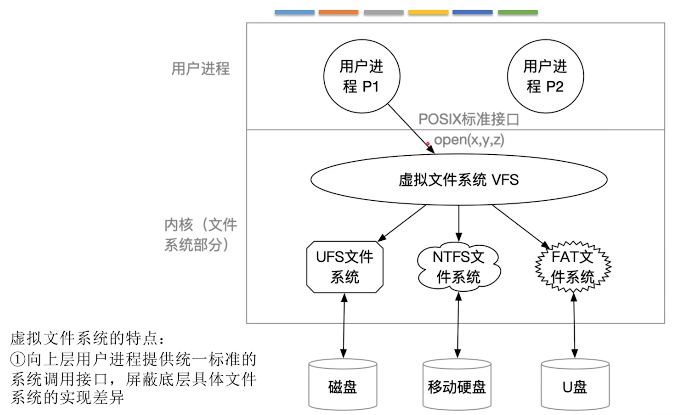 用户进程
用户进
程 P1
用户进
程 P2
POSIX标准接口
open(x,y,z)
虚拟文件系统 VFS
内核（文件
系统部分）
UFS文件
系统
NTFS文
件系统
FAT文
件系统
虚拟文件系统的特点：
①向上层用户进程提供统一标准的
系统调用接口，屏蔽底层具体文件
系统的实现差异
磁盘
移动硬盘
U盘